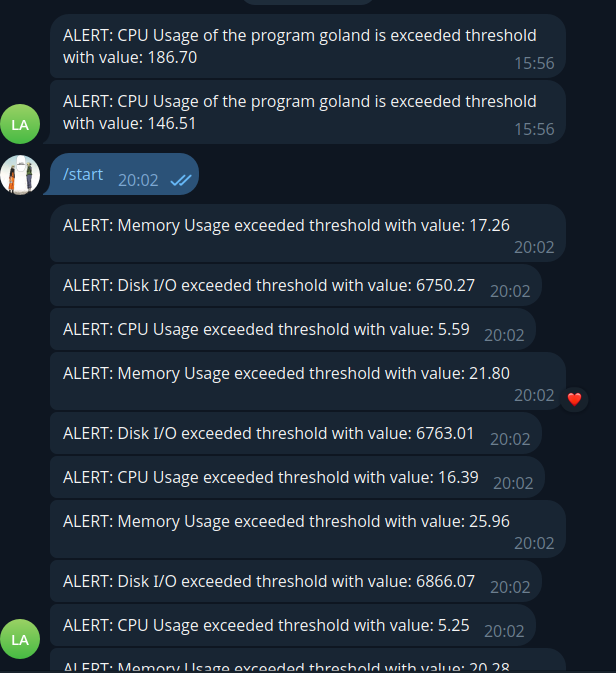 ALERT: CPU Usage of the program goland is exceeded threshold
with value: 186.70
15:56
ALERT: CPU Usage of the program goland is exceeded threshold
with value: 146.51
15:56
LA
/start 20:02
ALERT: Memory Usage exceeded threshold with value: 17.26
20:02
ALERT: Disk I/O exceeded threshold with value: 6750.27 20:02
ALERT: CPU Usage exceeded threshold with value: 5.59 20:02
ALERT: Memory Usage exceeded threshold with value: 21.80
20:02
ALERT: Disk I/O exceeded threshold with value: 6763.01 20:02
ALERT: CPU Usage exceeded threshold with value: 16.39 20:02
ALERT: Memory Usage exceeded threshold with value: 25.96
20:02
ALERT: Disk I/O exceeded threshold with value: 6866.07 20:02
ALERT: CPU Usage exceeded threshold with value: 5.25 20:02
LA
ALERT: Memory Usage exceeded threshold with value: 20.28